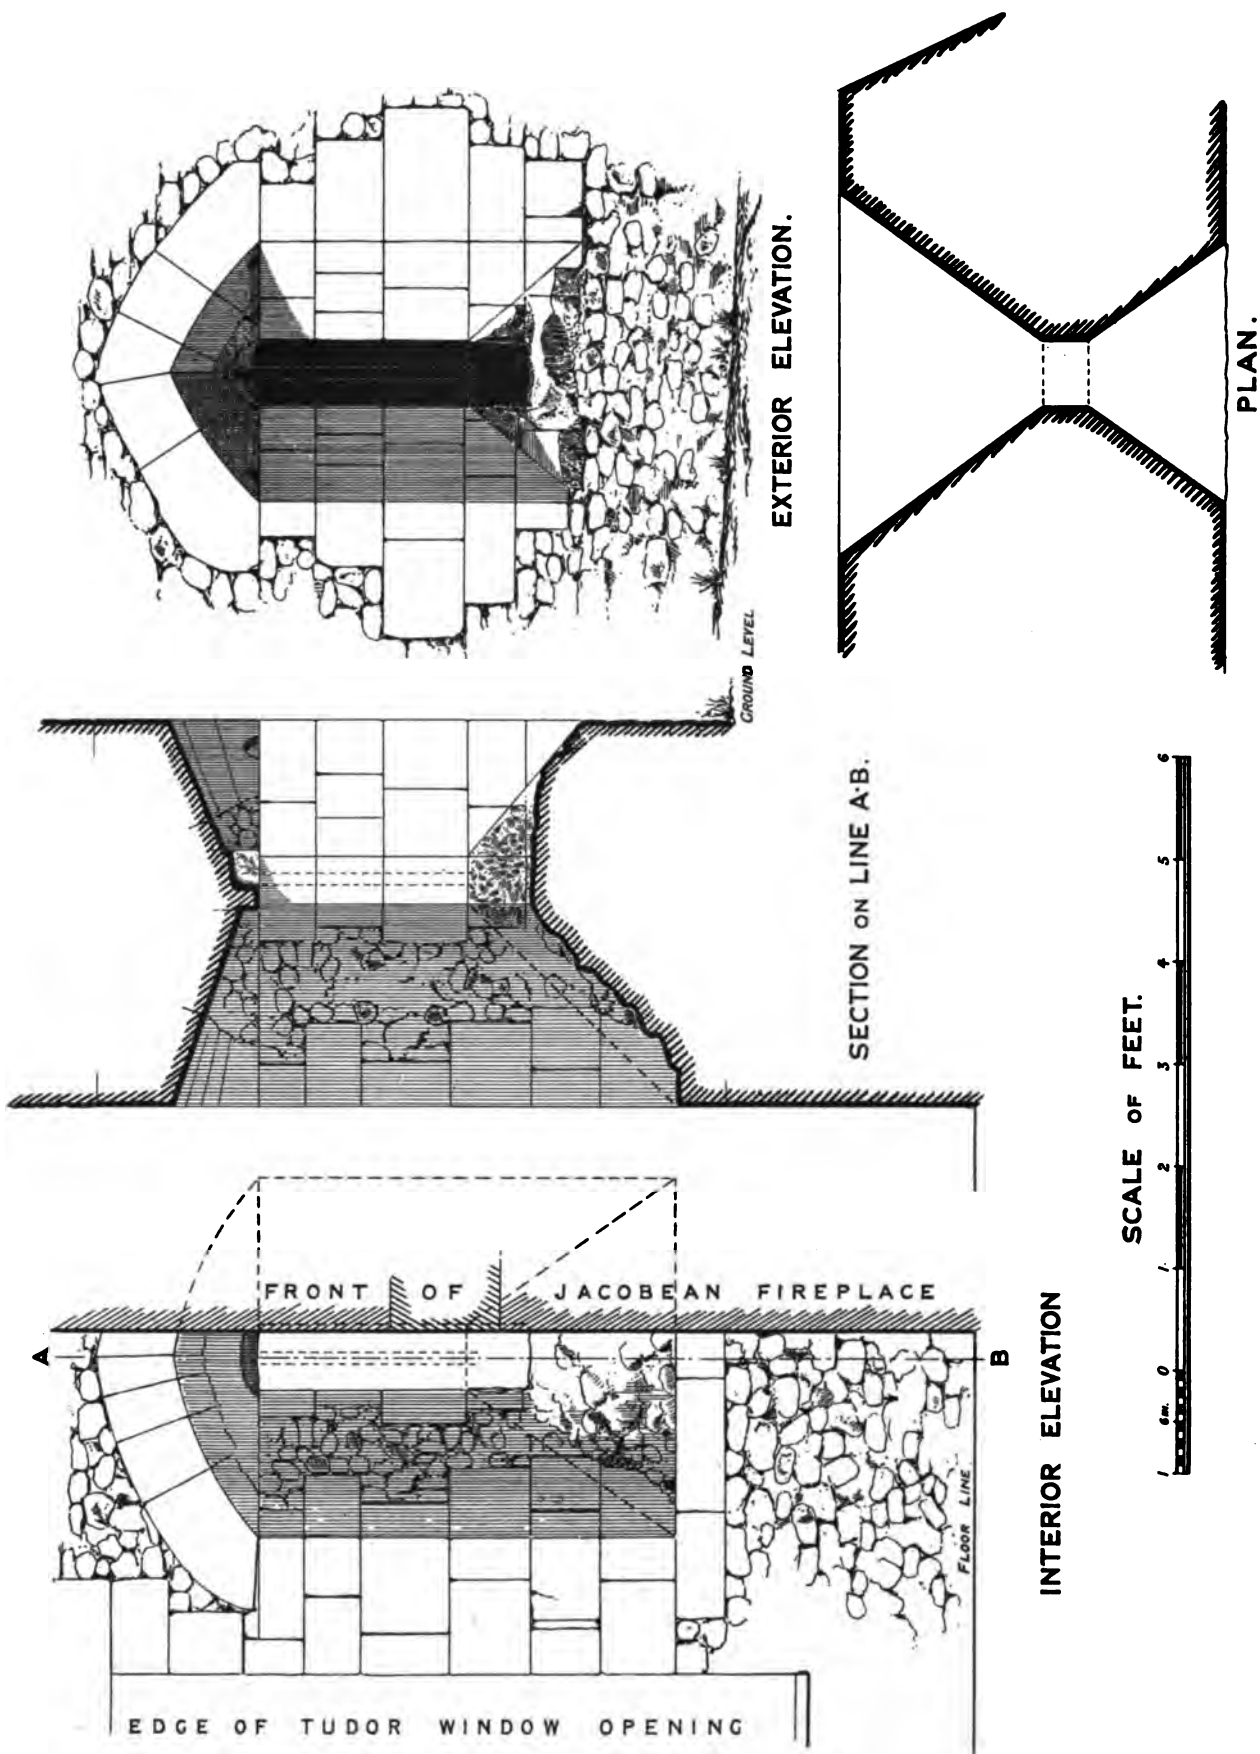 EXTERIOR ELEVATION.
GROUND LEVEL
PLAN.
SECTION ON LINE A·B.
A
FRONT OF JACOBEAN FIREPLACE
B
FLOOR LINE
INTERIOR ELEVATION
EDGE OF TUDOR WINDOW OPENING
SCALE OF FEET.
1 6in. 0 1. 2 3 4 5 6